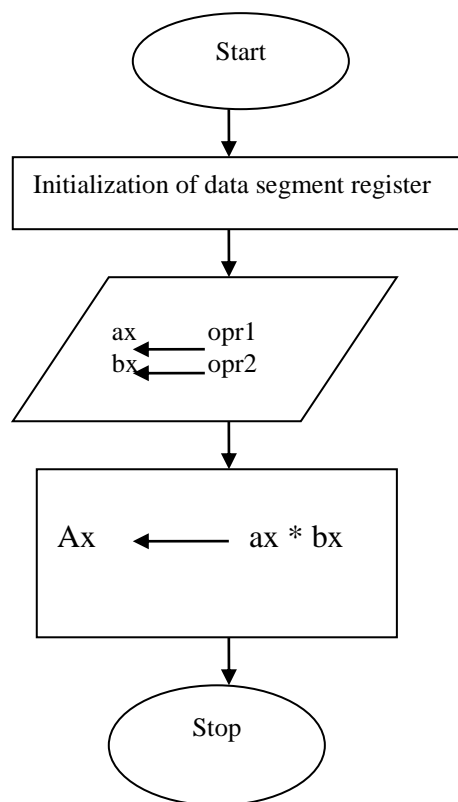 Start
Initialization of data segment register
ax opr1
bx opr2
Ax ax * bx
Stop